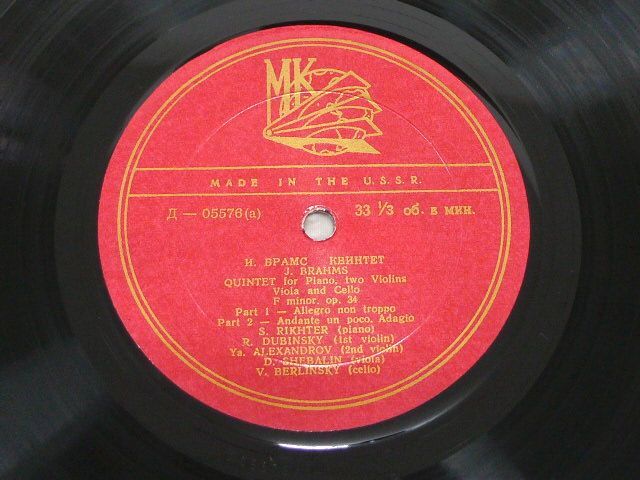 МК
MADE IN THE U.S.S.R.
Д — 05576(а) 33 ⅓ об. в мин.
И. БРАМС КВИНТЕТ
J. BRAHMS
QUINTET for Piano, two Violins
Viola and Cello
F minor, op. 34
Part 1 — Allegro non troppo
Part 2 — Andante un poco, Adagio
S. RIKHTER (piano)
R. DUBINSKY (1st violin)
Ya. ALEXANDROV (2nd violin)
D. SHEBALIN (viola)
V. BERLINSKY (cello)